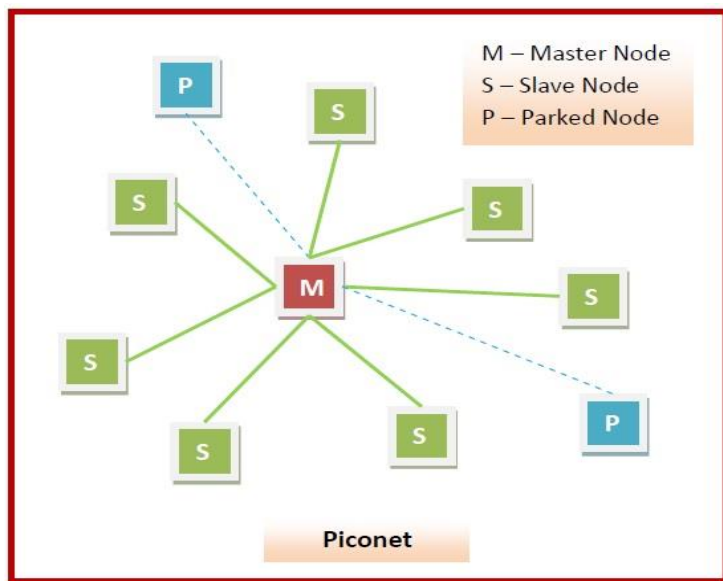 M – Master Node
S – Slave Node
P – Parked Node
P
S
S
S
M
S
S
S
S
P
Piconet